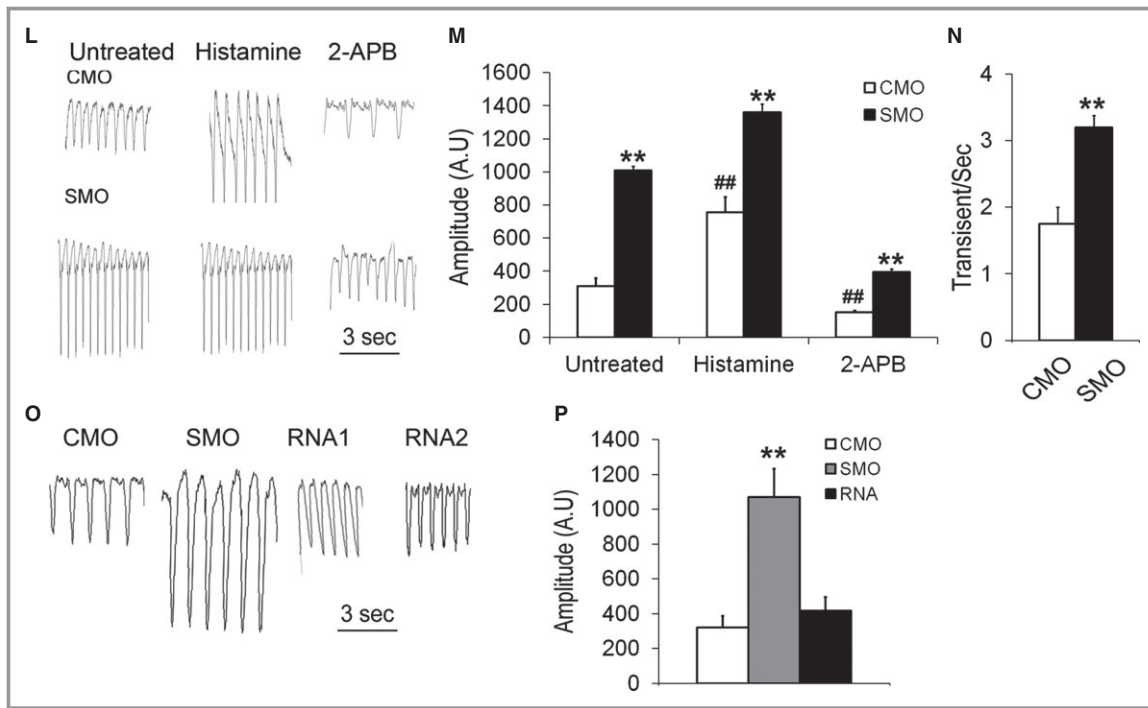 L
Untreated Histamine 2-APB
CMO
SMO
3 sec
M
Amplitude (A.U)
1600
1400
1200
1000
800
600
400
200
0
CMO
SMO
**
##
**
##
**
Untreated Histamine 2-APB
N
Transisent/Sec
4
3
2
1
0
**
CMO
SMO
O
CMO SMO RNA1 RNA2
3 sec
P
Amplitude (A.U)
1400
1200
1000
800
600
400
200
0
**
CMO
SMO
RNA